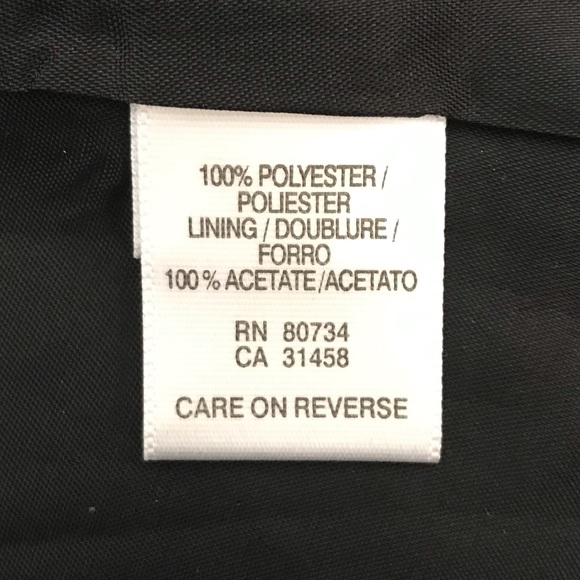 100% POLYESTER /
POLIESTER
LINING / DOUBLURE /
FORRO
100% ACETATE/ACETATO
RN 80734
CA 31458
CARE ON REVERSE